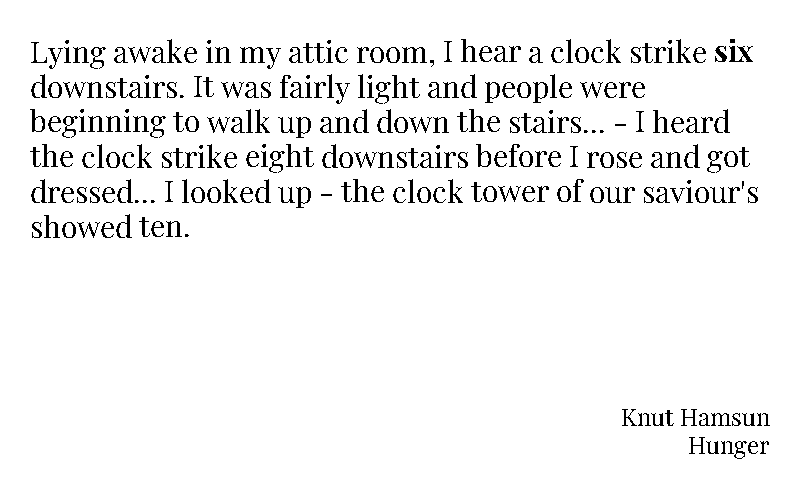 Lying awake in my attic room, I hear a clock strike six
downstairs. It was fairly light and people were
beginning to walk up and down the stairs... - I heard
the clock strike eight downstairs before I rose and got
dressed... I looked up - the clock tower of our saviour's
showed ten.
Knut Hamsun
Hunger